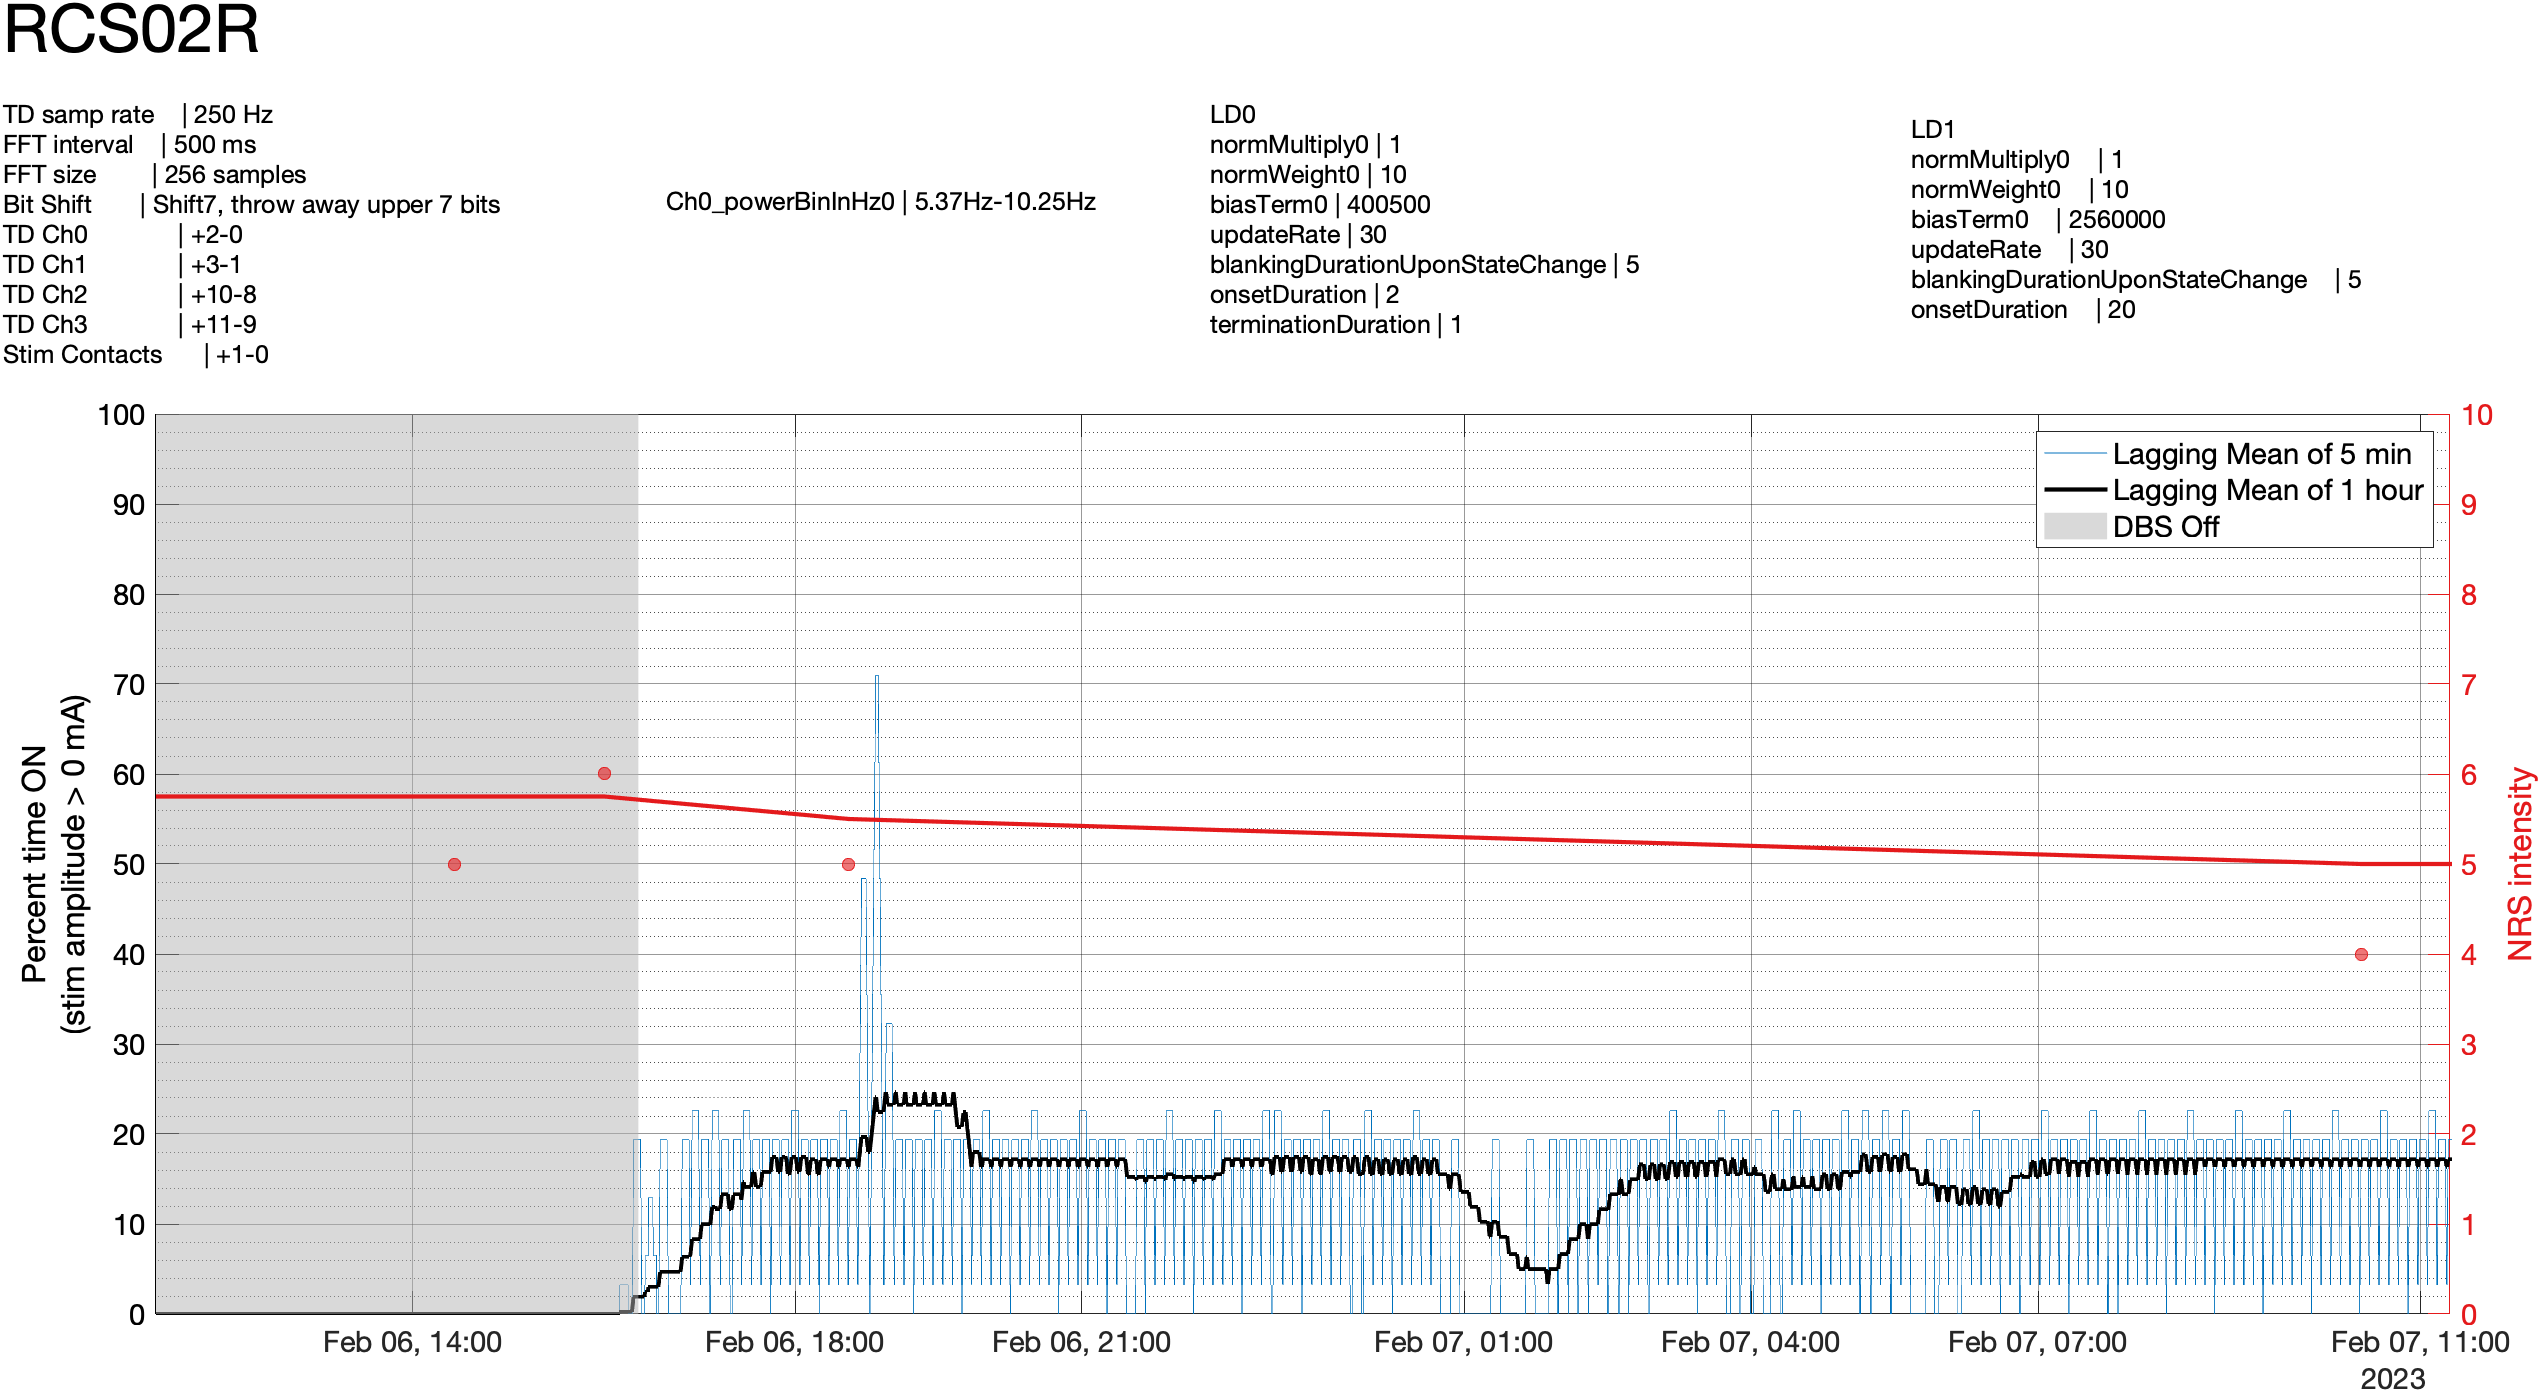 RCS02R
TD samp rate | 250 Hz
FFT interval | 500 ms
FFT size | 256 samples
Bit Shift | Shift7, throw away upper 7 bits
TD Ch0 | +2-0
TD Ch1 | +3-1
TD Ch2 | +10-8
TD Ch3 | +11-9
Stim Contacts | +1-0
Ch0_powerBinInHz0 | 5.37Hz-10.25Hz
LD0
normMultiply0 | 1
normWeight0 | 10
biasTerm0 | 400500
updateRate | 30
blankingDurationUponStateChange | 5
onsetDuration | 2
terminationDuration | 1
LD1
normMultiply0 | 1
normWeight0 | 10
biasTerm0 | 2560000
updateRate | 30
blankingDurationUponStateChange | 5
onsetDuration | 20
Percent time ON
(stim amplitude > 0 mA)
100
90
80
70
60
50
40
30
20
10
0
Lagging Mean of 5 min
Lagging Mean of 1 hour
DBS Off
10
9
8
7
6
5
4
3
2
1
0
NRS intensity
Feb 06, 14:00
Feb 06, 18:00
Feb 06, 21:00
Feb 07, 01:00
Feb 07, 04:00
Feb 07, 07:00
Feb 07, 11:00
2023